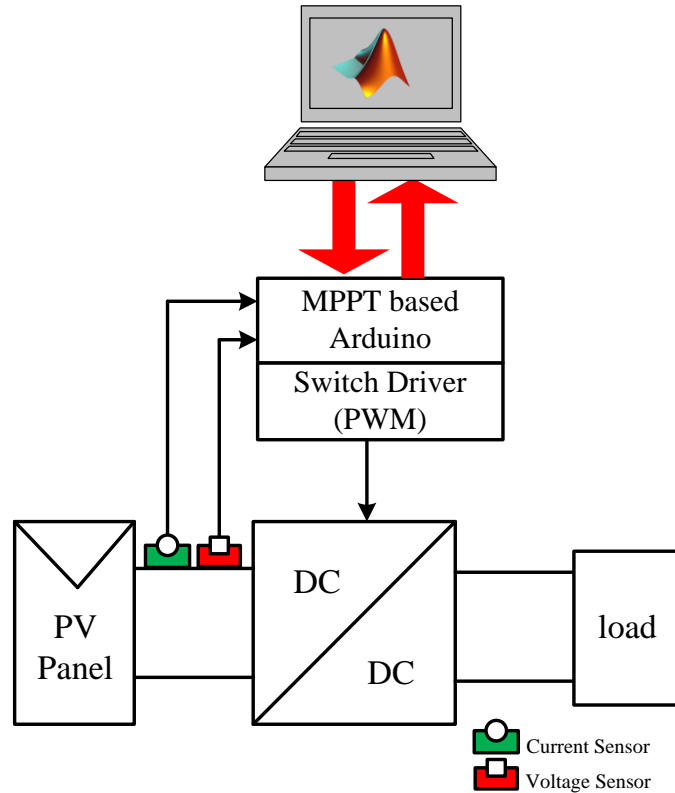 MPPT based
Arduino
Switch Driver
(PWM)
PV
Panel
DC
DC
load
Current Sensor
Voltage Sensor